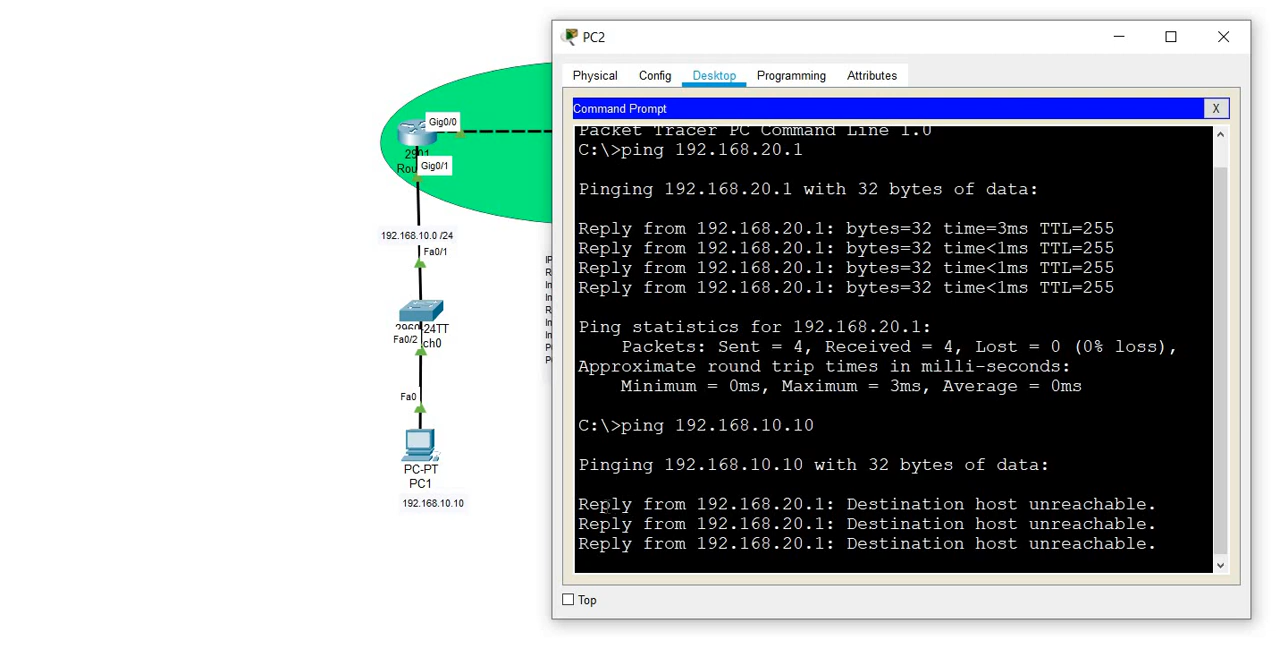 PC2
Physical Config Desktop Programming Attributes
Command Prompt
X
Packet Tracer PC Command Line 1.0
C:\>ping 192.168.20.1
Pinging 192.168.20.1 with 32 bytes of data:
Reply from 192.168.20.1: bytes=32 time=3ms TTL=255
Reply from 192.168.20.1: bytes=32 time<1ms TTL=255
Reply from 192.168.20.1: bytes=32 time<1ms TTL=255
Reply from 192.168.20.1: bytes=32 time<1ms TTL=255
Ping statistics for 192.168.20.1:
Packets: Sent = 4, Received = 4, Lost = 0 (0% loss),
Approximate round trip times in milli-seconds:
Minimum = 0ms, Maximum = 3ms, Average = 0ms
C:\>ping 192.168.10.10
Pinging 192.168.10.10 with 32 bytes of data:
Reply from 192.168.20.1: Destination host unreachable.
Reply from 192.168.20.1: Destination host unreachable.
Reply from 192.168.20.1: Destination host unreachable.
Top
Gig0/0
Gig0/1
192.168.10.0 /24
Fa0/1
Fa0/2
Fa0
PC-PT
PC1
192.168.10.10